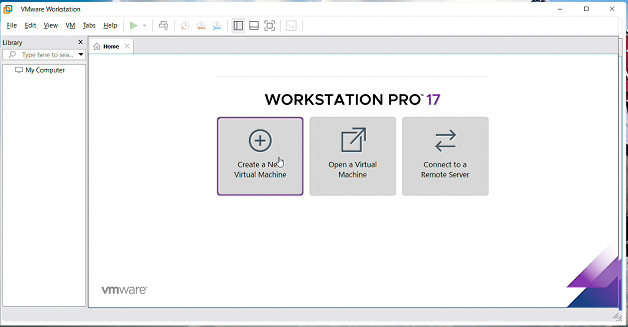 VMware Workstation
File Edit View VM Tabs Help
Library
Type here to sea...
My Computer
Home
WORKSTATION PRO™ 17
Create a New
Virtual Machine
Open a Virtual
Machine
Connect to a
Remote Server
vmware®